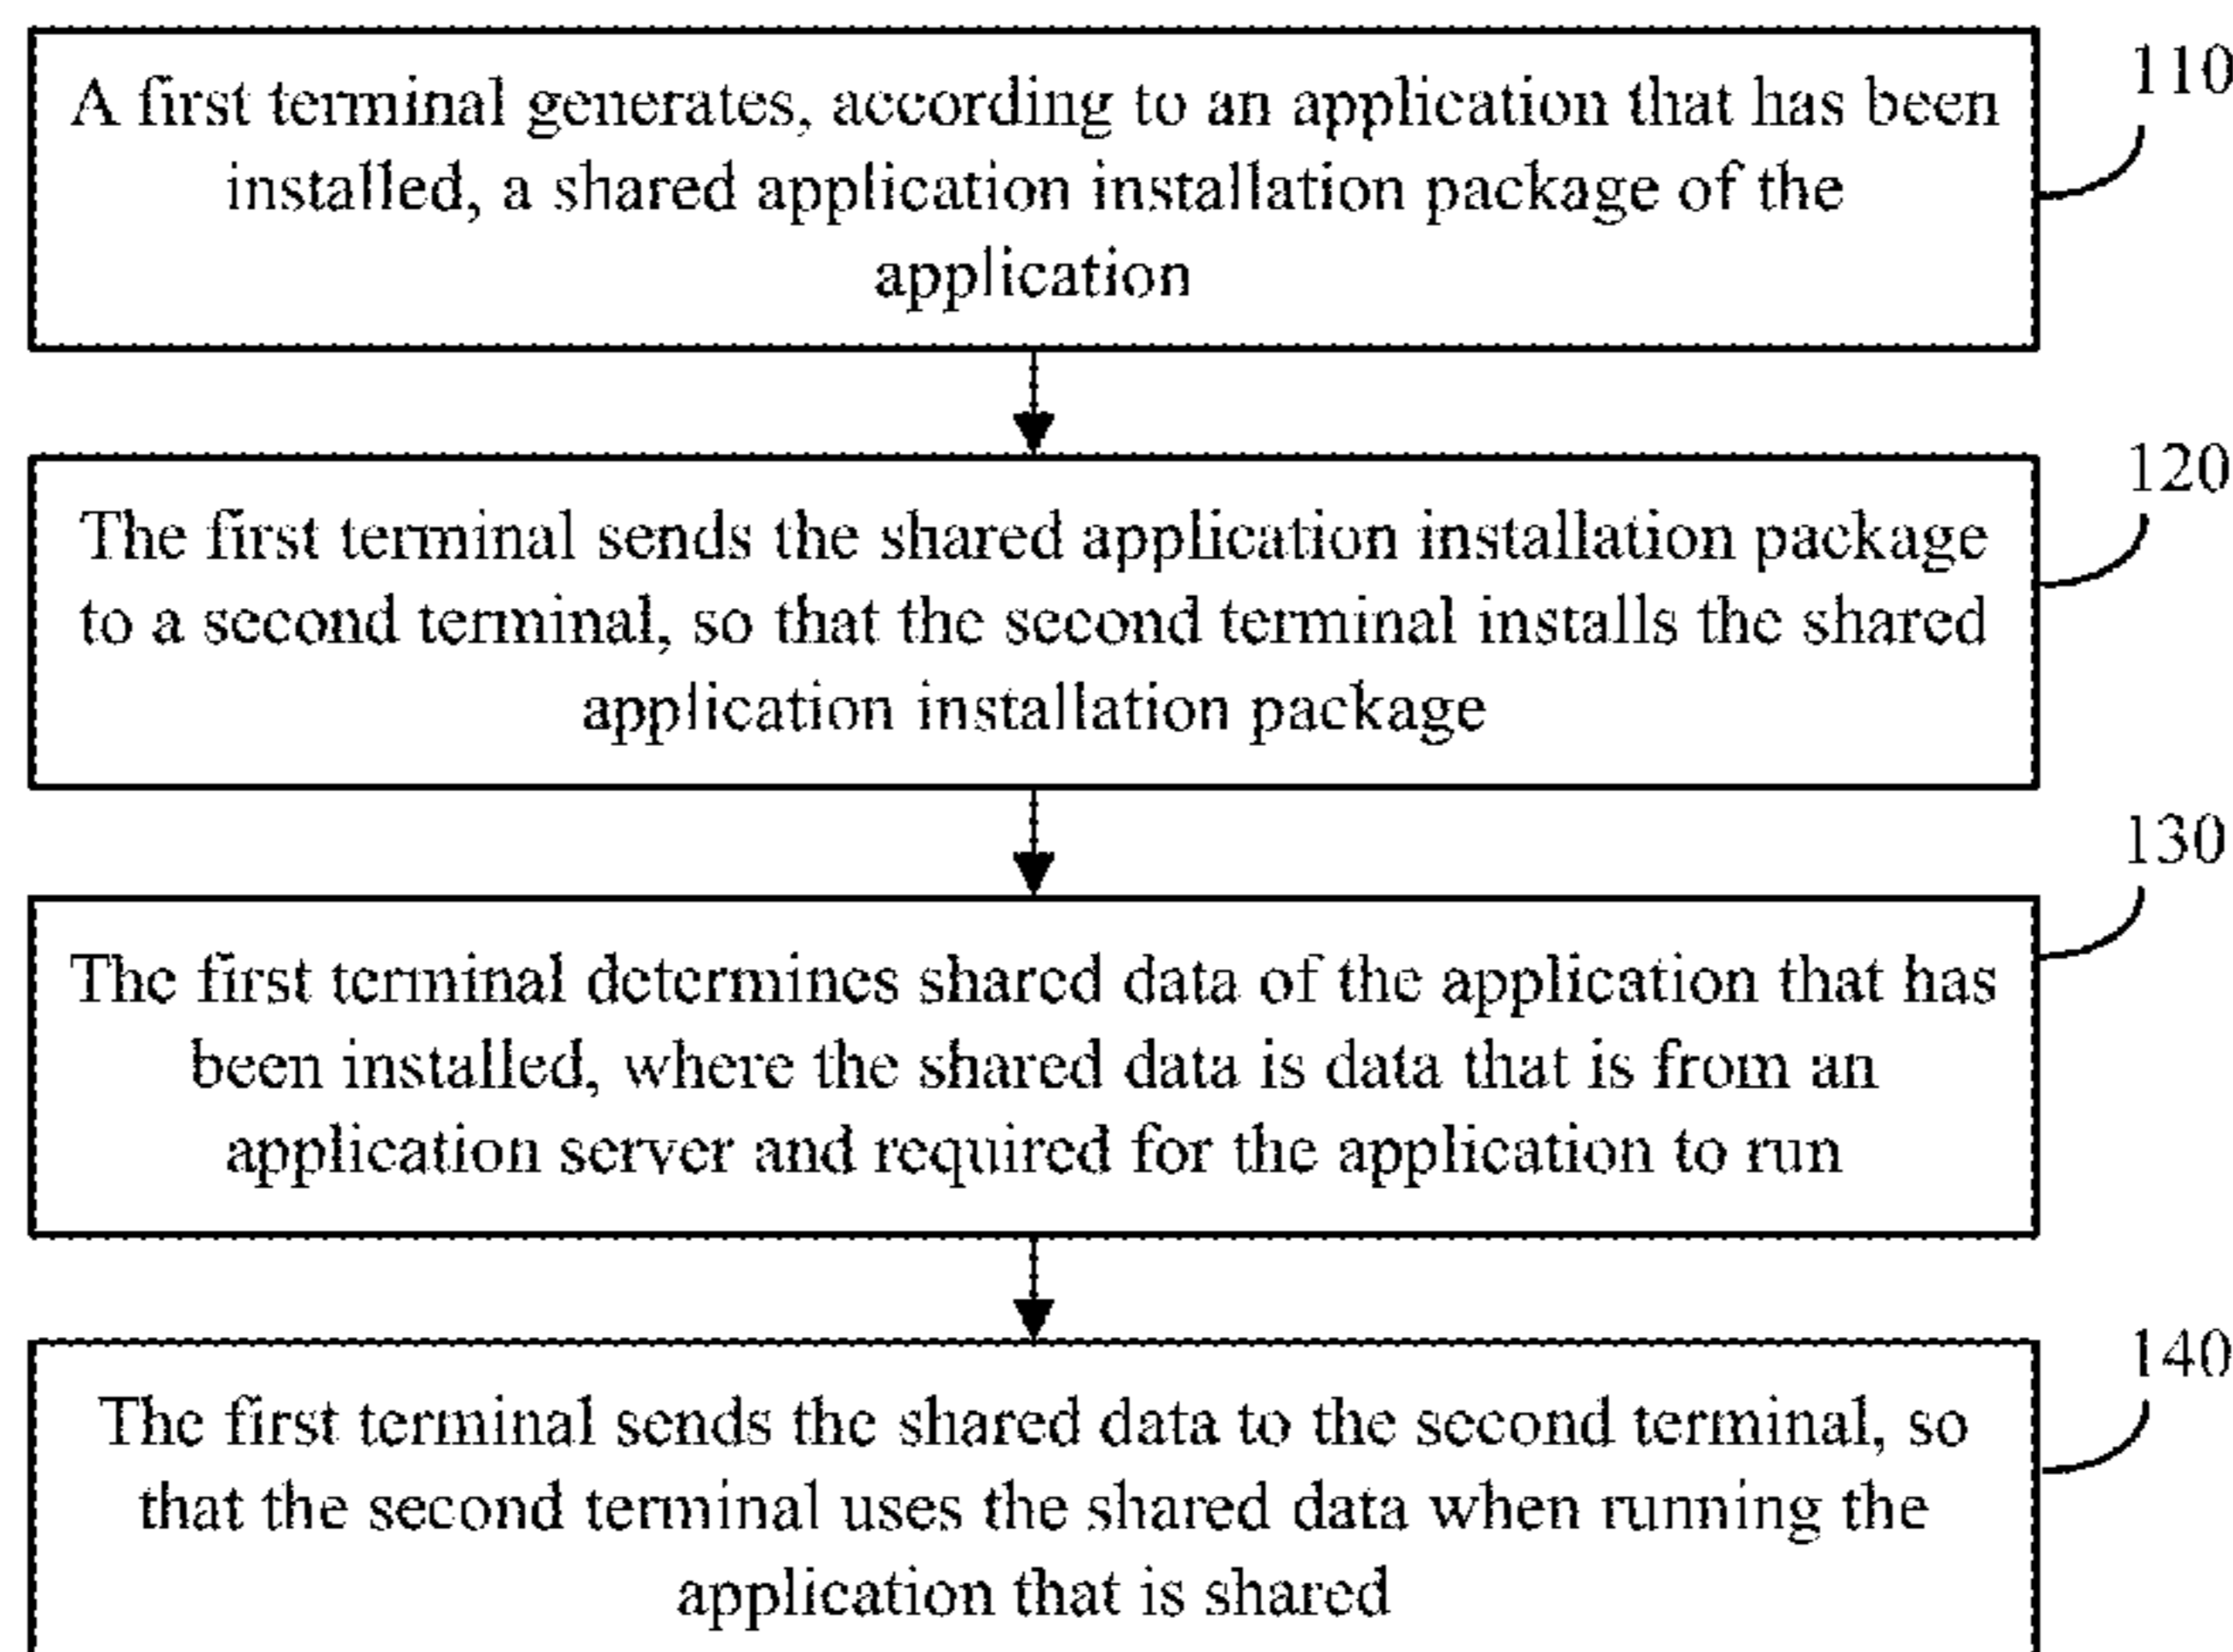 A first terminal generates, according to an application that has been
installed, a shared application installation package of the
application
110
The first terminal sends the shared application installation package
to a second terminal, so that the second terminal installs the shared
application installation package
120
The first terminal determines shared data of the application that has
been installed, where the shared data is data that is from an
application server and required for the application to run
130
The first terminal sends the shared data to the second terminal, so
that the second terminal uses the shared data when running the
application that is shared
140